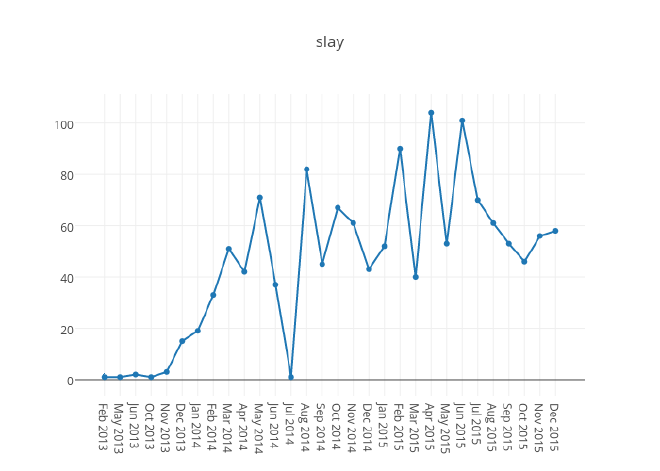 slay
100
80
60
40
20
0
Feb 2013
May 2013
Jun 2013
Oct 2013
Nov 2013
Dec 2013
Jan 2014
Feb 2014
Mar 2014
Apr 2014
May 2014
Jun 2014
Jul 2014
Aug 2014
Sep 2014
Oct 2014
Nov 2014
Dec 2014
Jan 2015
Feb 2015
Mar 2015
Apr 2015
May 2015
Jun 2015
Jul 2015
Aug 2015
Sep 2015
Oct 2015
Nov 2015
Dec 2015